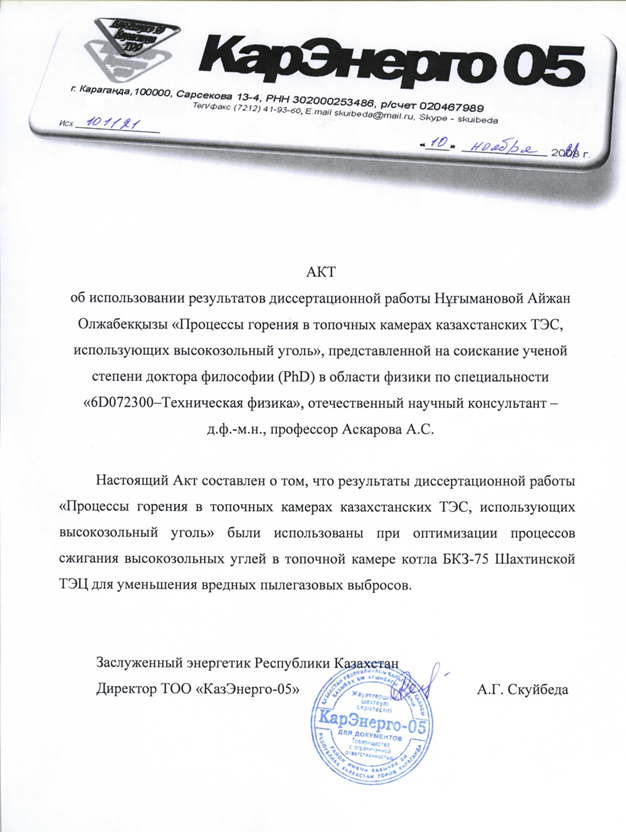 КарЭнерго 05
г. Караганда,100000, Сарсекова 13-4, РНН 302000253486, р/счет 020467989
Тел/факс (7212) 41-93-60, E.mail skuibeda@mail.ru, Skype - skuibeda
Исх 101/21
«10» ноября г.
АКТ
об использовании результатов диссертационной работы Нұғымановой Айжан
Олжабекқызы «Процессы горения в топочных камерах казахстанских ТЭС,
использующих высокозольный уголь», представленной на соискание ученой
степени доктора философии (PhD) в области физики по специальности
«6D072300–Техническая физика», отечественный научный консультант –
д.ф.-м.н., профессор Аскарова А.С.
Настоящий Акт составлен о том, что результаты диссертационной работы
«Процессы горения в топочных камерах казахстанских ТЭС, использующих
высокозольный уголь» были использованы при оптимизации процессов
сжигания высокозольных углей в топочной камере котла БКЗ-75 Шахтинской
ТЭЦ для уменьшения вредных пылегазовых выбросов.
Заслуженный энергетик Республики Казахстан
Директор ТОО «КазЭнерго-05» А.Г. Скуйбеда
Жауапкершілігі
шектеулі
серіктестігі
КарЭнерго-05
ДЛЯ ДОКУМЕНТОВ
Товарищество
с ограниченной
ответственностью